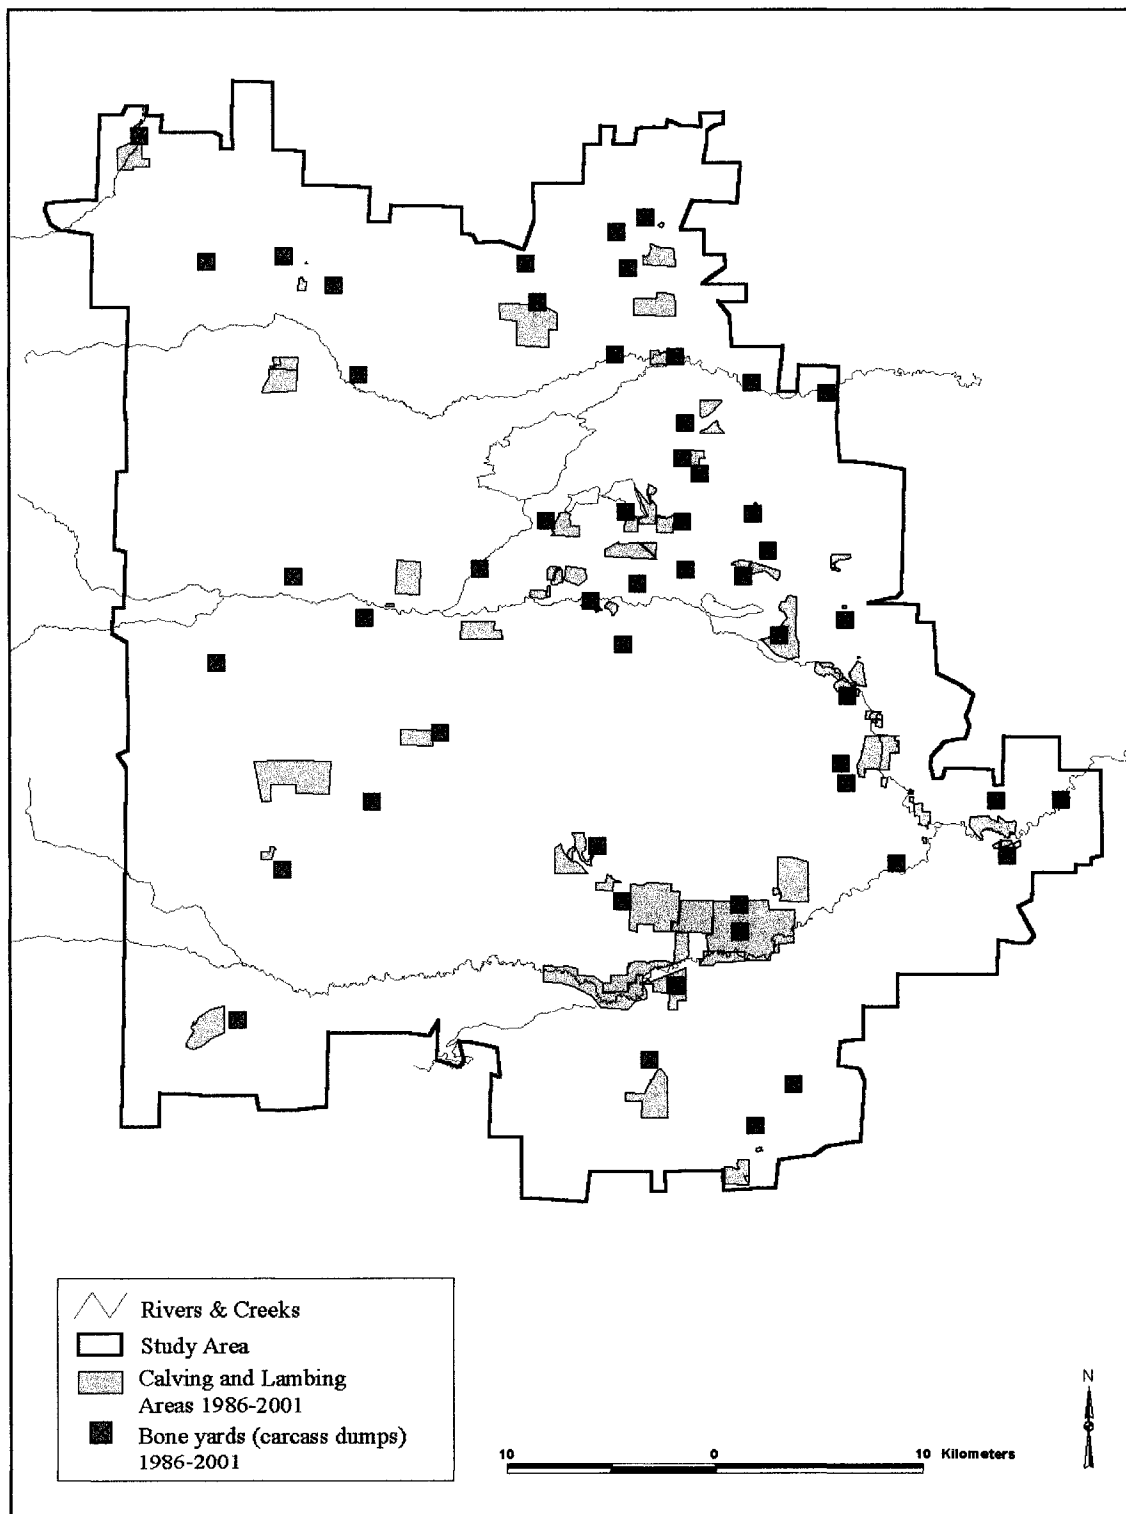 Rivers & Creeks
Study Area
Calving and Lambing
Areas 1986-2001
Bone yards (carcass dumps)
1986-2001
N
10 0 10 Kilometers